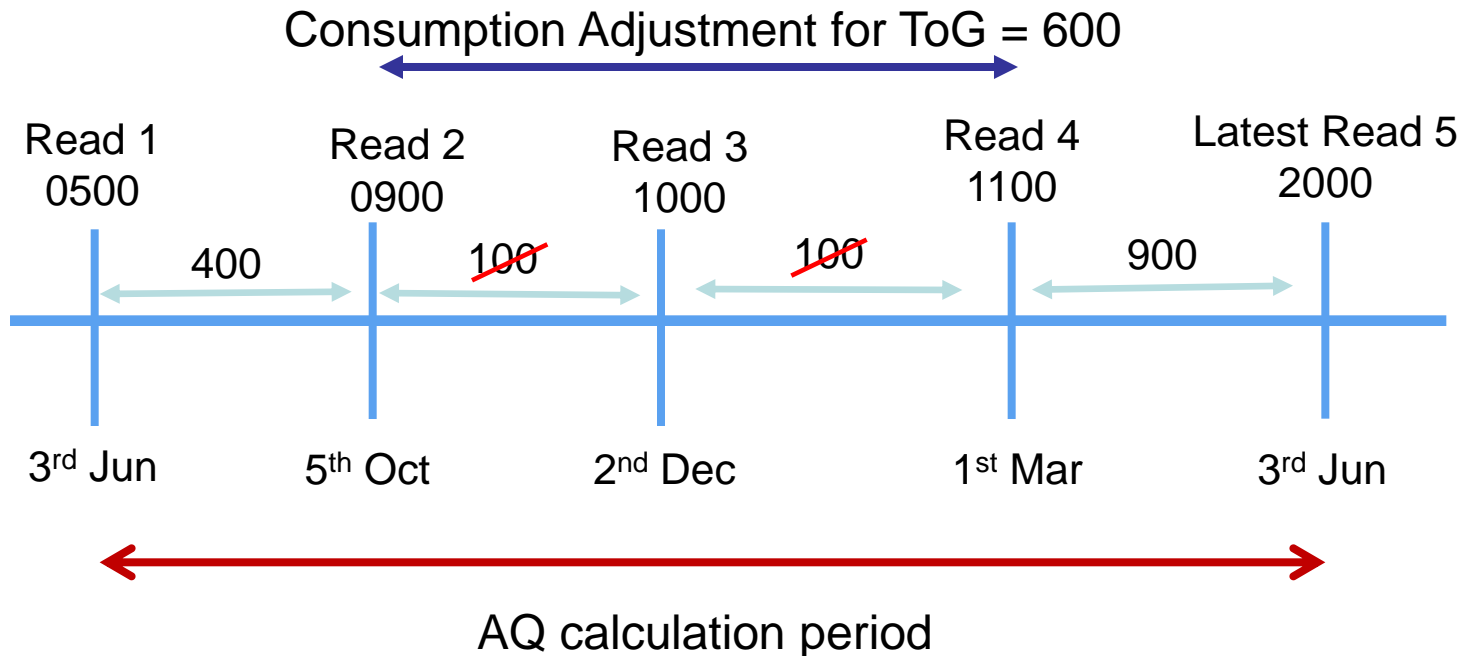 Consumption Adjustment for ToG = 600
Read 1
0500
Read 2
0900
Read 3
1000
Read 4
1100
Latest Read 5
2000
400
100
100
900
3rd Jun
5th Oct
2nd Dec
1st Mar
3rd Jun
AQ calculation period